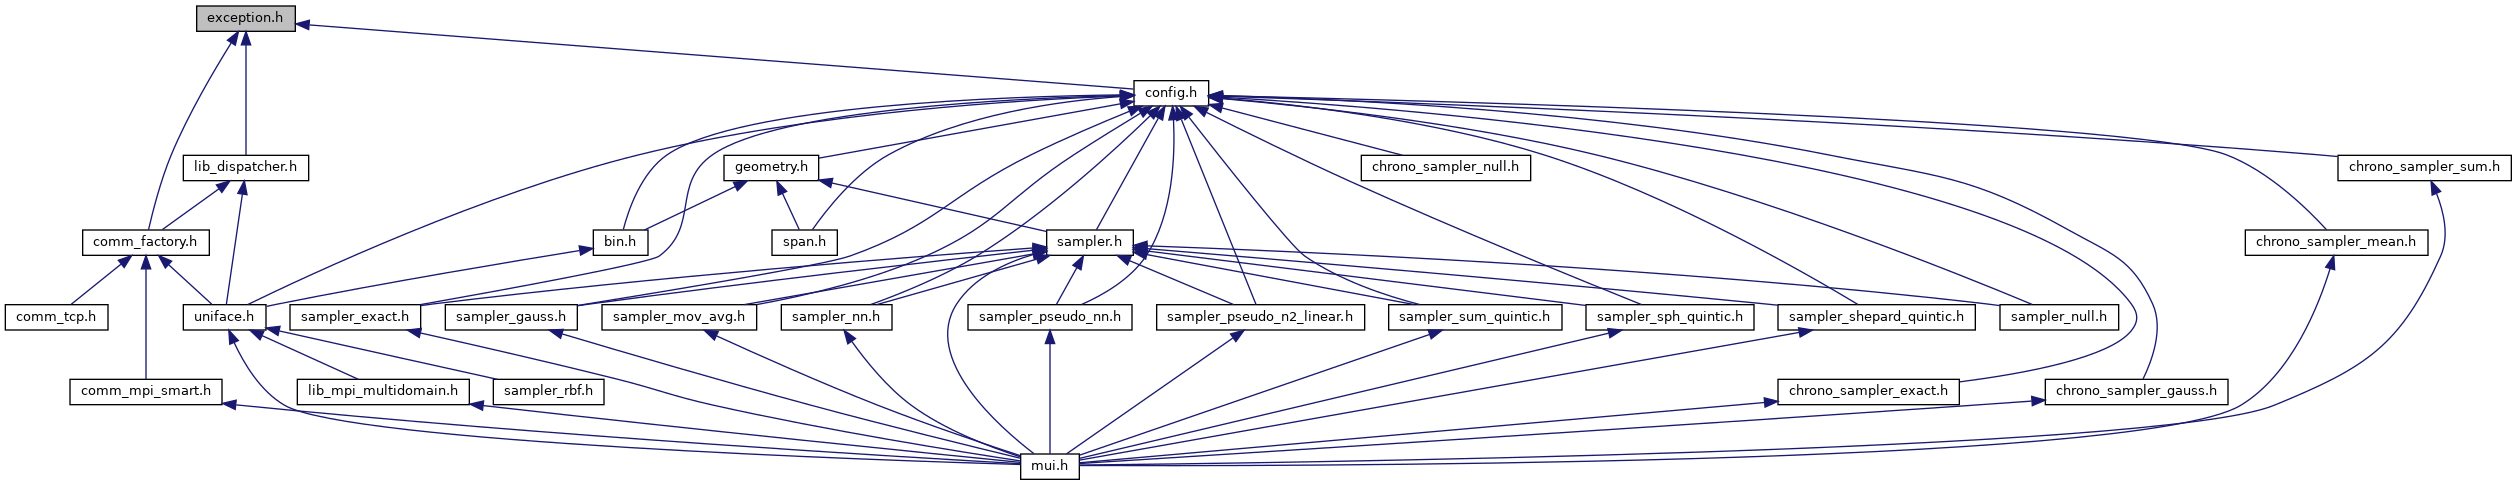 exception.h
config.h
lib_dispatcher.h
geometry.h
chrono_sampler_null.h
chrono_sampler_sum.h
comm_factory.h
bin.h
span.h
sampler.h
chrono_sampler_mean.h
comm_tcp.h
uniface.h
sampler_exact.h
sampler_gauss.h
sampler_mov_avg.h
sampler_nn.h
sampler_pseudo_nn.h
sampler_pseudo_n2_linear.h
sampler_sum_quintic.h
sampler_sph_quintic.h
sampler_shepard_quintic.h
sampler_null.h
comm_mpi_smart.h
lib_mpi_multidomain.h
sampler_rbf.h
chrono_sampler_exact.h
chrono_sampler_gauss.h
mui.h